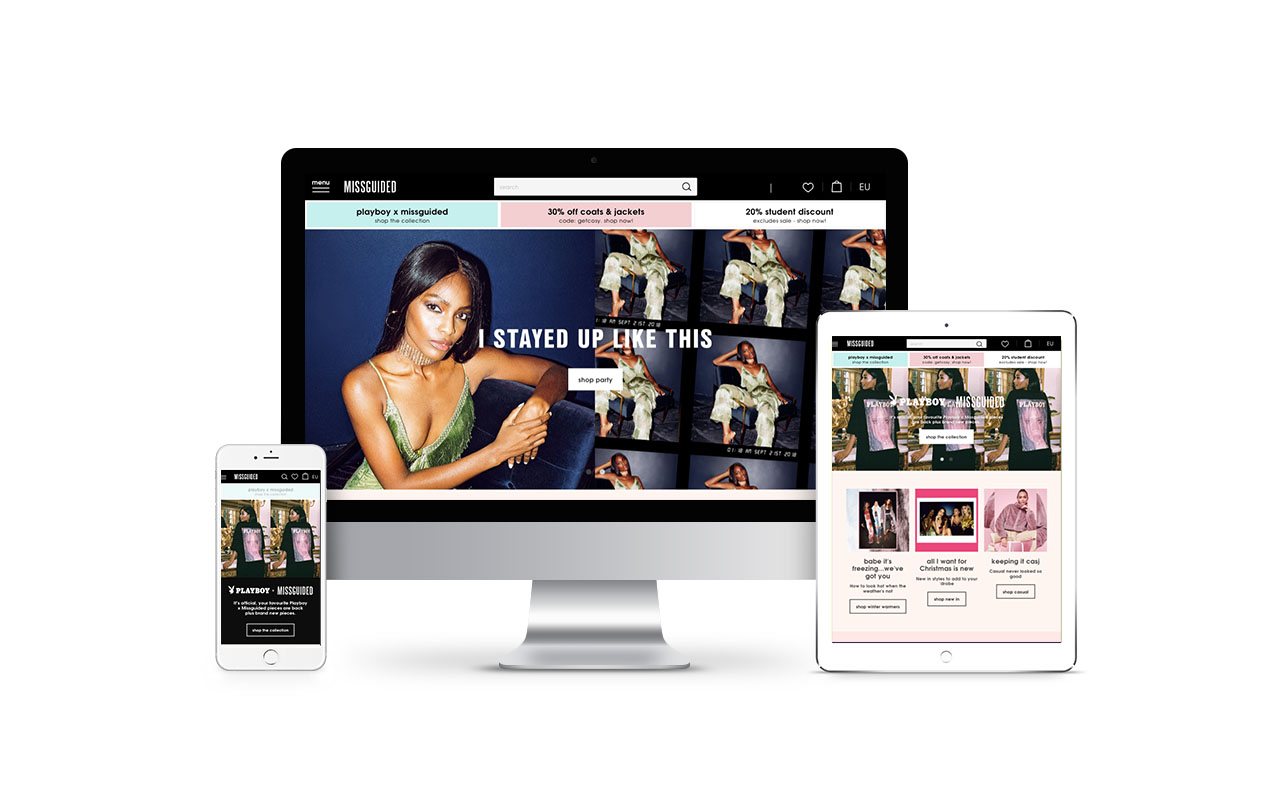 menu
MISSGUIDED
search
EU
playboy x missguided
shop the collection
30% off coats & jackets
code: getcosy. shop now!
20% student discount
excludes sale - shop now!
I STAYED UP LIKE THIS
shop party
01:18 AM SEPT 21ST 2018
MISSGUIDED
search
EU
playboy x missguided
shop the collection
30% off coats & jackets
code: getcosy. shop now!
20% student discount
excludes sale - shop now!
PLAYBOY
PLAYBOY
PLAYBOY
PLAYBOY MISSGUIDED
it's official, your favourite Playboy x Missguided pieces
are back plus brand new pieces.
shop the collection
babe it's
freezing...we've
got you
How to look hot when the
weather's not
shop winter warmers
all I want for
Christmas is new
New in styles to add to your
'drobe
shop new in
keeping it casj
Casual never looked so
good
shop casual
MISSGUIDED
EU
playboy x missguided
shop the collection
PLAYBOY
PLAYBOY
PLAYBOY · MISSGUIDED
It's official, your favourite Playboy
x Missguided pieces are back
plus brand new pieces.
shop the collection